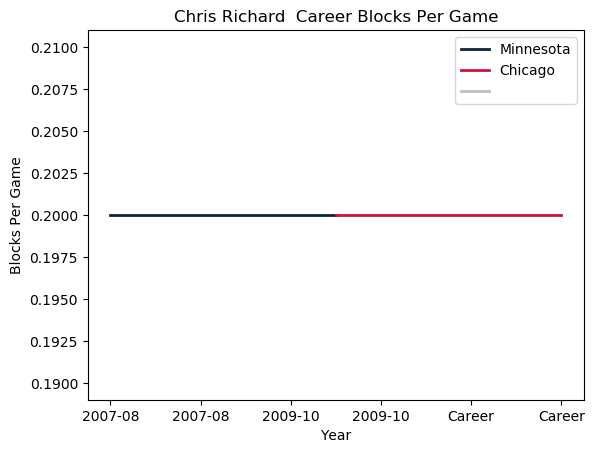 Chris Richard  Career Blocks Per Game
Minnesota
Chicago
0.2100
0.2075
0.2050
0.2025
0.2000
0.1975
0.1950
0.1925
0.1900
Blocks Per Game
2007-08 2007-08 2009-10 2009-10 Career Career
Year